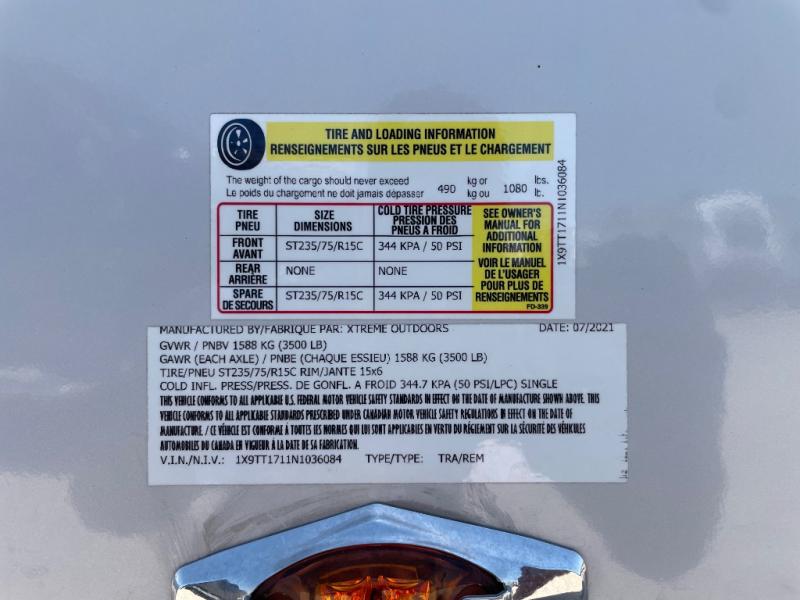 TIRE AND LOADING INFORMATION
RENSEIGNEMENTS SUR LES PNEUS ET LE CHARGEMENT
The weight of the cargo should never exceed 490 kg or 1080 lbs.
Le poids du chargement ne doit jamais dépasser kg ou lb.
TIRE PNEU SIZE DIMENSIONS COLD TIRE PRESSURE PRESSION DES PNEUS A FROID
FRONT AVANT ST235/75/R15C 344 KPA / 50 PSI
REAR ARRIÈRE NONE NONE
SPARE DE SECOURS ST235/75/R15C 344 KPA / 50 PSI
SEE OWNER'S
MANUAL FOR
ADDITIONAL
INFORMATION
VOIR LE MANUEL
DE L'USAGER
POUR PLUS DE
RENSEIGNEMENTS
FD-339
1X9TT1711N1036084
MANUFACTURED BY/FABRIQUE PAR: XTREME OUTDOORS DATE: 07/2021
GVWR / PNBV 1588 KG (3500 LB)
GAWR (EACH AXLE) / PNBE (CHAQUE ESSIEU) 1588 KG (3500 LB)
TIRE/PNEU ST235/75/R15C RIM/JANTE 15x6
COLD INFL. PRESS/PRESS. DE GONFL. A FROID 344.7 KPA (50 PSI/LPC) SINGLE
THIS VEHICLE CONFORMS TO ALL APPLICABLE U.S. FEDERAL MOTOR VEHICLE SAFETY STANDARDS IN EFFECT ON THE DATE OF MANUFACTURE SHOWN ABOVE. THIS
VEHICLE CONFORMS TO ALL APPLICABLE STANDARDS PRESCRIBED UNDER CANADIAN MOTOR VEHICLE SAFETY REGULATIONS IN EFFECT ON THE DATE OF
MANUFACTURE. / CE VÉHICLE EST CONFORME À TOUTES LES NORMES QUI LUI SONT APPLICABLES EN VERTU DU RÉGLEMENT SUR LA SÉCURITÉ DES VÉHICULES
AUTOMOBILES DU CANADA EN VIGUEUR À LA DATE DE SA FABRICATION.
V.I.N./N.I.V.: 1X9TT1711N1036084 TYPE/TYPE: TRA/REM